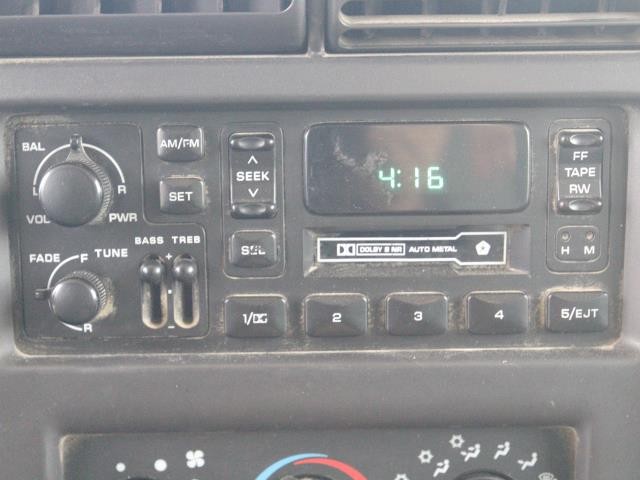 BAL
L
R
VOL
PWR
FADE
F
TUNE
R
AM/FM
SET
BASS TREB
+
-
SEEK
SEL
4:16
DOLBY B NR AUTO METAL
FF
TAPE
RW
H M
1/
2
3
4
5/EJT